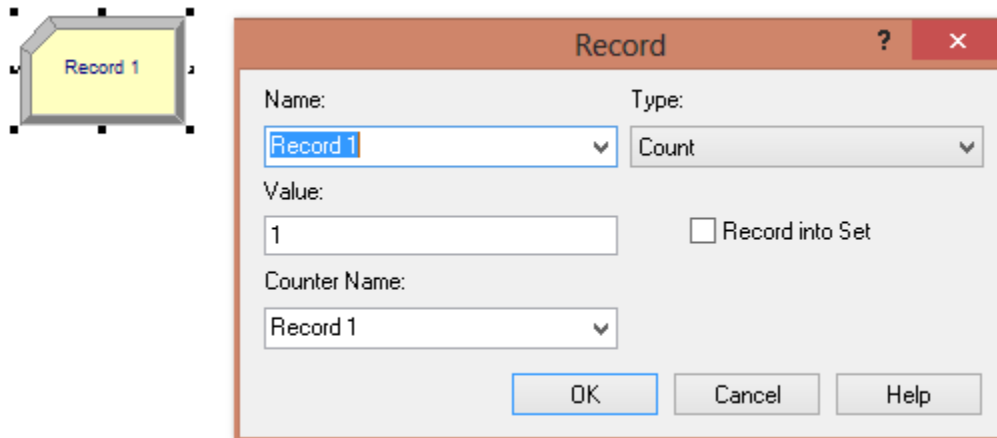 Record 1
Record ? ×
Name: Type:
Record 1 Count
Value:
1 Record into Set
Counter Name:
Record 1
OK Cancel Help